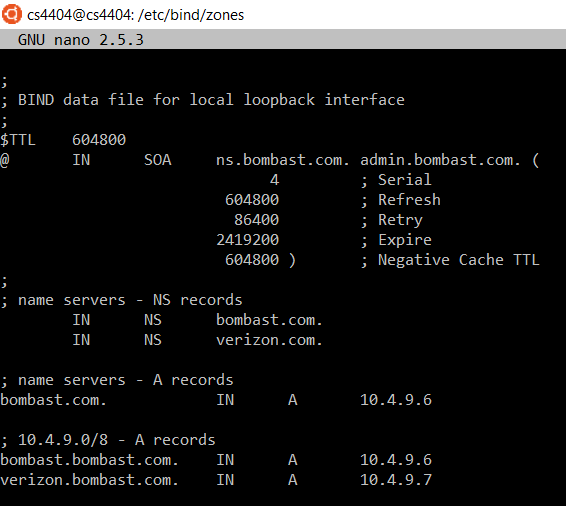 cs4404@cs4404: /etc/bind/zones
GNU nano 2.5.3
;
; BIND data file for local loopback interface
;
$TTL    604800
@       IN      SOA     ns.bombast.com. admin.bombast.com. (
                              4         ; Serial
                         604800         ; Refresh
                          86400         ; Retry
                        2419200         ; Expire
                         604800 )       ; Negative Cache TTL
;
; name servers - NS records
        IN      NS      bombast.com.
        IN      NS      verizon.com.
; name servers - A records
bombast.com.            IN      A       10.4.9.6
; 10.4.9.0/8 - A records
bombast.bombast.com.    IN      A       10.4.9.6
verizon.bombast.com.    IN      A       10.4.9.7